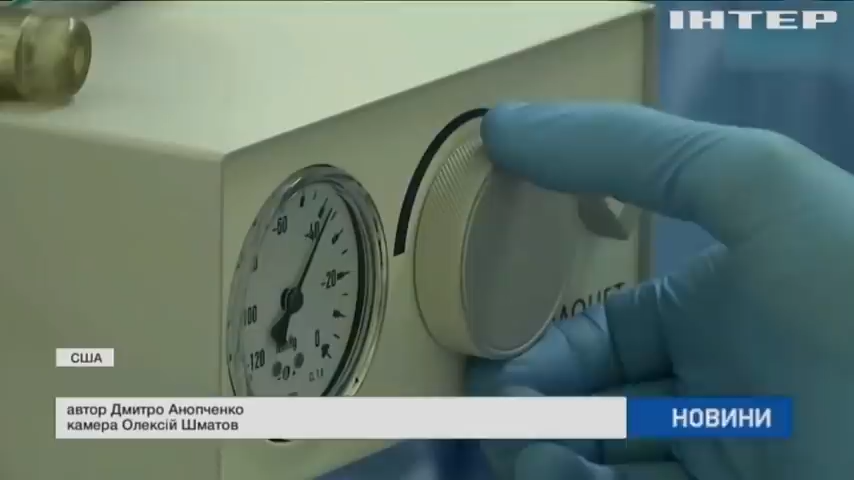 ІНТЕР
-60
-40
-20
0
100
-120
США
автор Дмитро Анопченко
камера Олексій Шматов
НОВИНИ